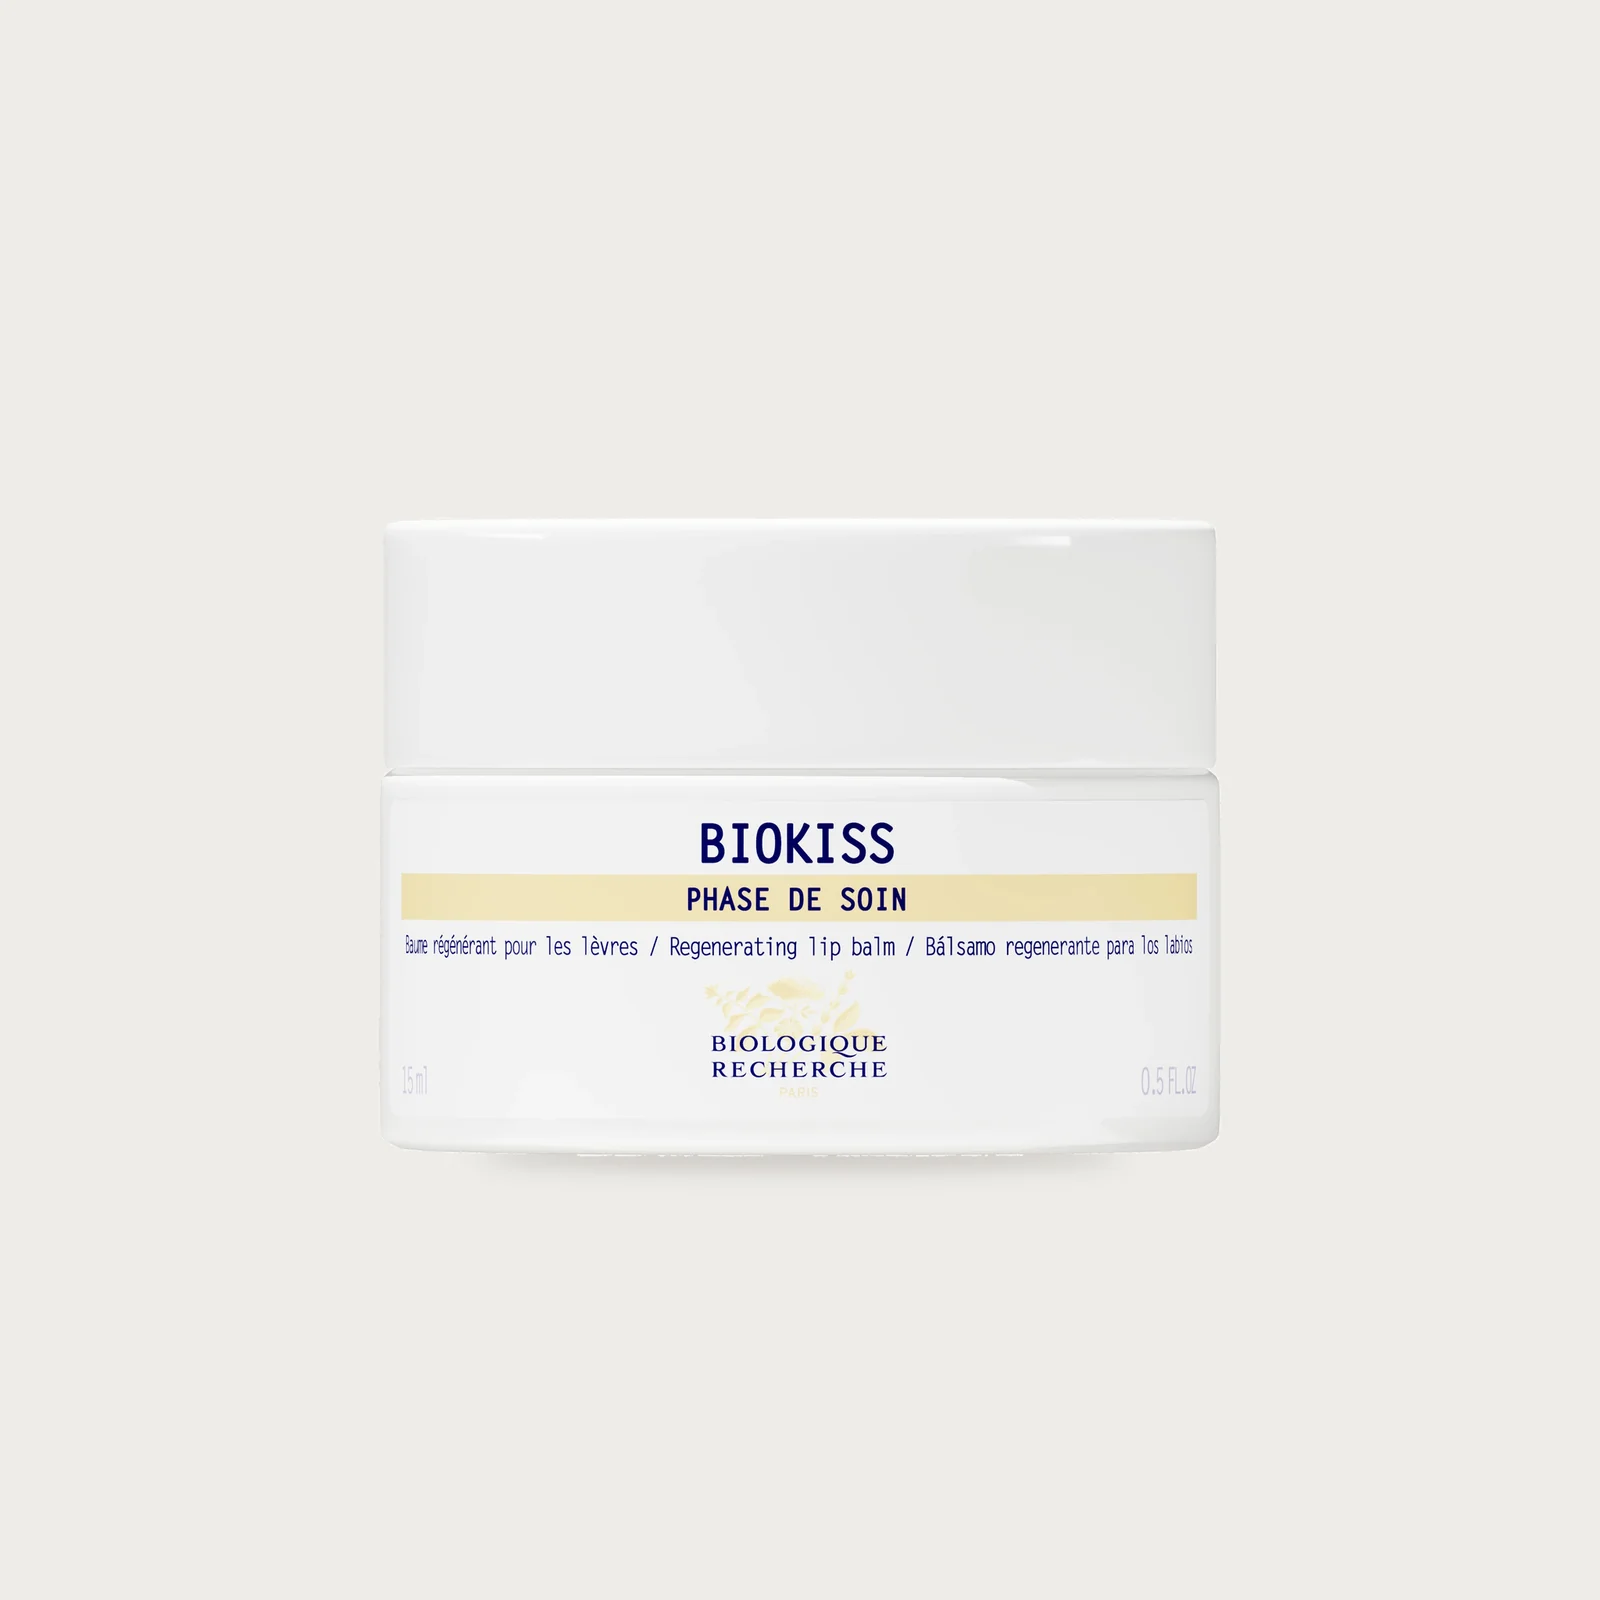 BIOKISS
PHASE DE SOIN
Baume régénérant pour les lèvres / Regenerating lip balm / Bálsamo regenerante para los labios
BIOLOGIQUE
RECHERCHE
PARIS
15 ml
0.5 FL.OZ